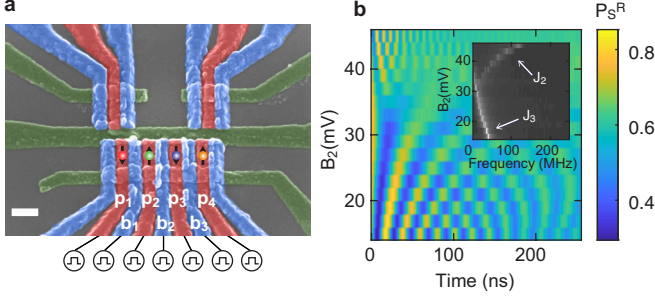 a
p₁ p₂ p₃ p₄
b₁ b₂ b₃
b
P_S^R
B₂(mV)
40
30
20
0
100
200
Time (ns)
B₂(mV)
40
30
20
0
100
200
Frequency (MHz)
J₂
J₃
0.8
0.6
0.4